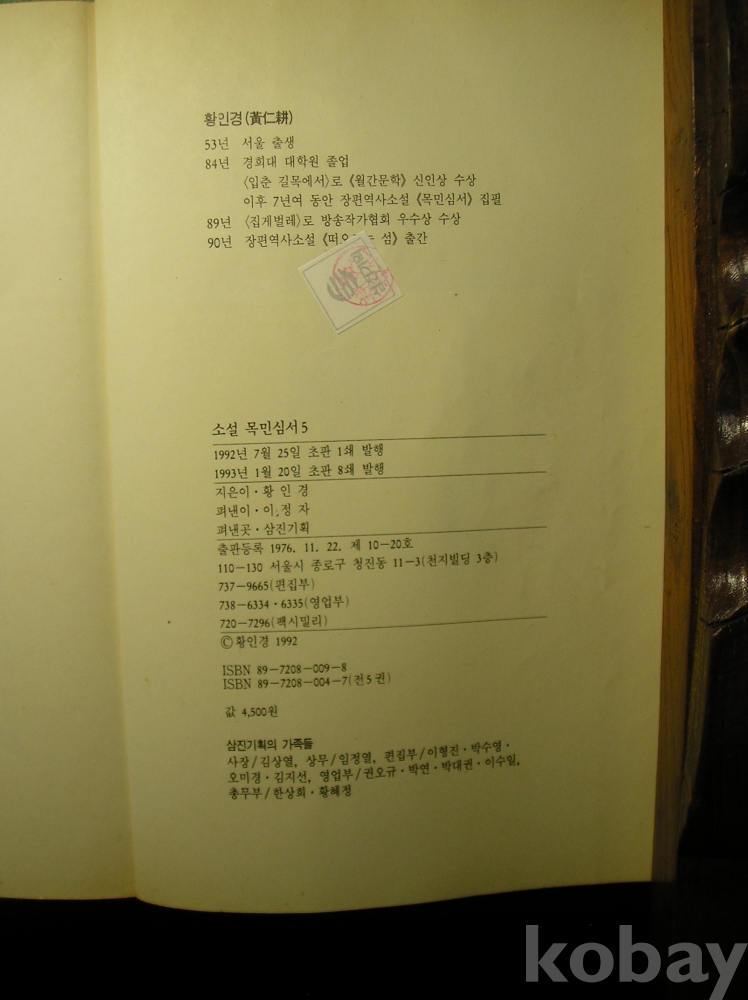 황인경(黃仁耕)
53년 서울 출생
84년 경희대 대학원 졸업
〈입춘 길목에서〉로 《월간문학》 신인상 수상
이후 7년여 동안 장편역사소설 《목민심서》 집필
89년 〈집게벌레〉로 방송작가협회 우수상 수상
90년 장편역사소설 《떠오 는 섬》 출간
소설 목민심서 5
1992년 7월 25일 초판 1쇄 발행
1993년 1월 20일 초판 8쇄 발행
지은이·황 인 경
펴낸이·이 정 자
펴낸곳·삼진기획
출판등록 1976. 11. 22. 제 10−20호
110−130 서울시 종로구 청진동 11−3(천지빌딩 3층)
737−9665(편집부)
738−6334·6335(영업부)
720−7296(팩시밀리)
ⓒ황인경 1992
ISBN 89−7208−009−8
ISBN 89−7208−004−7(전5권)
값 4,500원
삼진기획의 가족들
사장/김상열, 상무/임정열, 편집부/이형진·박수영·
오미경·김지선, 영업부/권오규·박연·박대권·이수일,
총무부/한상희·황혜정
kobay